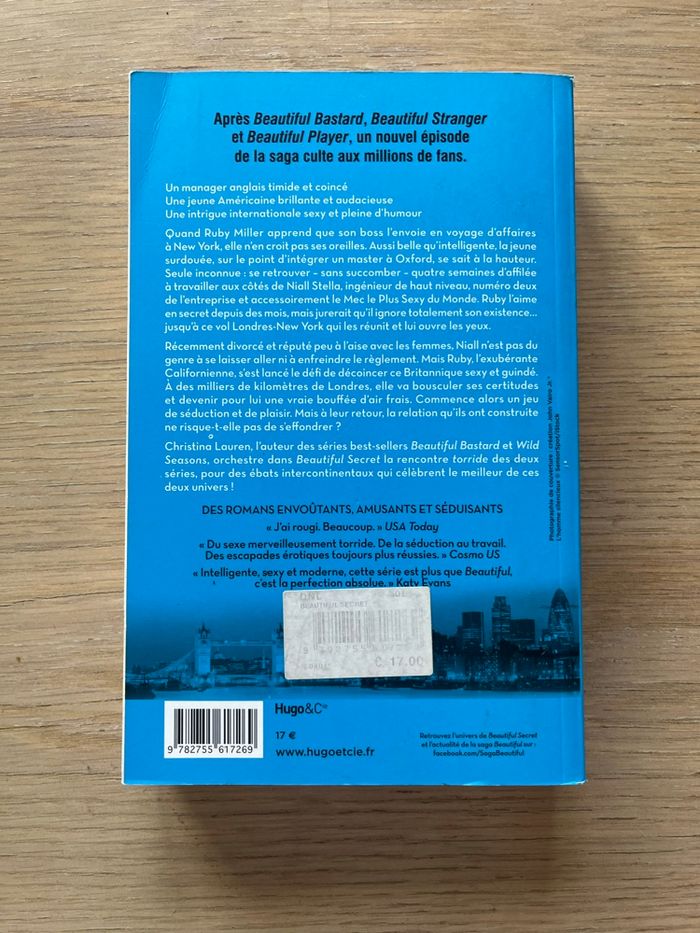 Après Beautiful Bastard, Beautiful Stranger
et Beautiful Player, un nouvel épisode
de la saga culte aux millions de fans.
Un manager anglais timide et coincé
Une jeune Américaine brillante et audacieuse
Une intrigue internationale sexy et pleine d'humour
Quand Ruby Miller apprend que son boss l'envoie en voyage d'affaires
à New York, elle n'en croit pas ses oreilles. Aussi belle qu'intelligente, la jeune
surdouée, sur le point d'intégrer un master à Oxford, se sait à la hauteur.
Seule inconnue : se retrouver – sans succomber – quatre semaines d'affilée
à travailler aux côtés de Niall Stella, ingénieur de haut niveau, numéro deux
de l'entreprise et accessoirement le Mec le Plus Sexy du Monde. Ruby l'aime
en secret depuis des mois, mais jurerait qu'il ignore totalement son existence...
jusqu'à ce vol Londres-New York qui les réunit et lui ouvre les yeux.
Récemment divorcé et réputé peu à l'aise avec les femmes, Niall n'est pas du
genre à se laisser aller ni à enfreindre le règlement. Mais Ruby, l'exubérante
Californienne, s'est lancé le défi de décoincer ce Britannique sexy et guindé.
À des milliers de kilomètres de Londres, elle va bousculer ses certitudes
et devenir pour lui une vraie bouffée d'air frais. Commence alors un jeu
de séduction et de plaisir. Mais à leur retour, la relation qu'ils ont construite
ne risque-t-elle pas de s'effondrer ?
Christina Lauren, l'auteur des séries best-sellers Beautiful Bastard et Wild
Seasons, orchestre dans Beautiful Secret la rencontre torride des deux
séries, pour des ébats intercontinentaux qui célèbrent le meilleur de ces
deux univers !
DES ROMANS ENVOÛTANTS, AMUSANTS ET SÉDUISANTS
« J'ai rougi. Beaucoup. » USA Today
« Du sexe merveilleusement torride. De la séduction au travail.
Des escapades érotiques toujours plus réussies. » Cosmo US
« Intelligente, sexy et moderne, cette série est plus que Beautiful,
c'est la perfection absolue. » Katy Evans
BEAUTIFUL SECRET
€ 17,00
Hugo&Cie
17 €
www.hugoetcie.fr
9 782755 617269
Retrouvez l'univers de Beautiful Secret
et l'actualité de la saga Beautiful sur :
facebook.com/SagaBeautiful
Photographie de couverture : création John Vairo Jr.
L'homme silencieux © SensorSpot/iStock